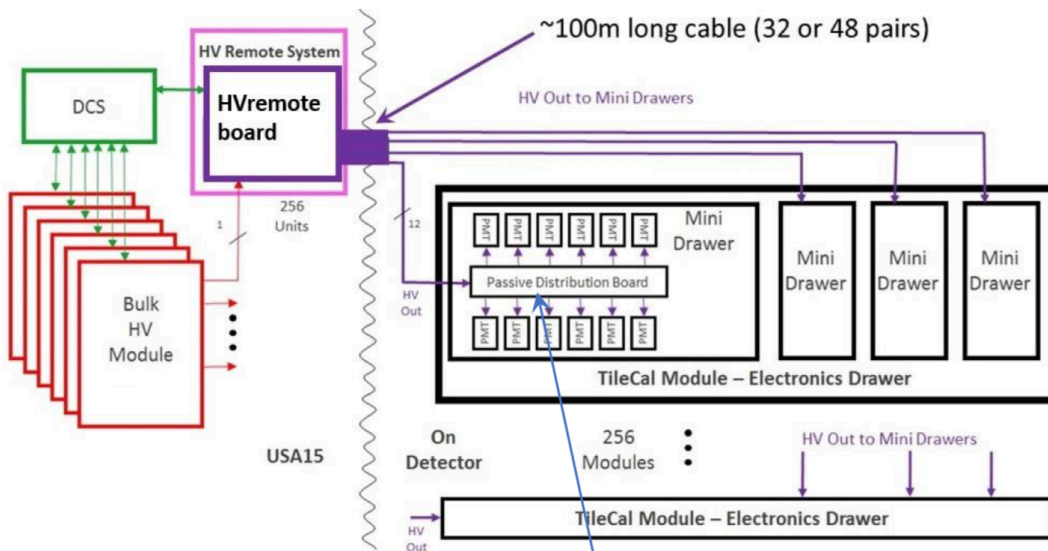 ~100m long cable (32 or 48 pairs)
HV Remote System
DCS
HVremote
board
HV Out to Mini Drawers
256
Units
1
12
PMT PMT PMT PMT PMT PMT
Mini
Drawer
Passive Distribution Board
HV
Out
PMT PMT PMT PMT PMT PMT
Mini
Drawer
Mini
Drawer
Mini
Drawer
TileCal Module – Electronics Drawer
Bulk
HV
Module
USA15
On
Detector
256
Modules
HV Out to Mini Drawers
HV
Out
TileCal Module – Electronics Drawer